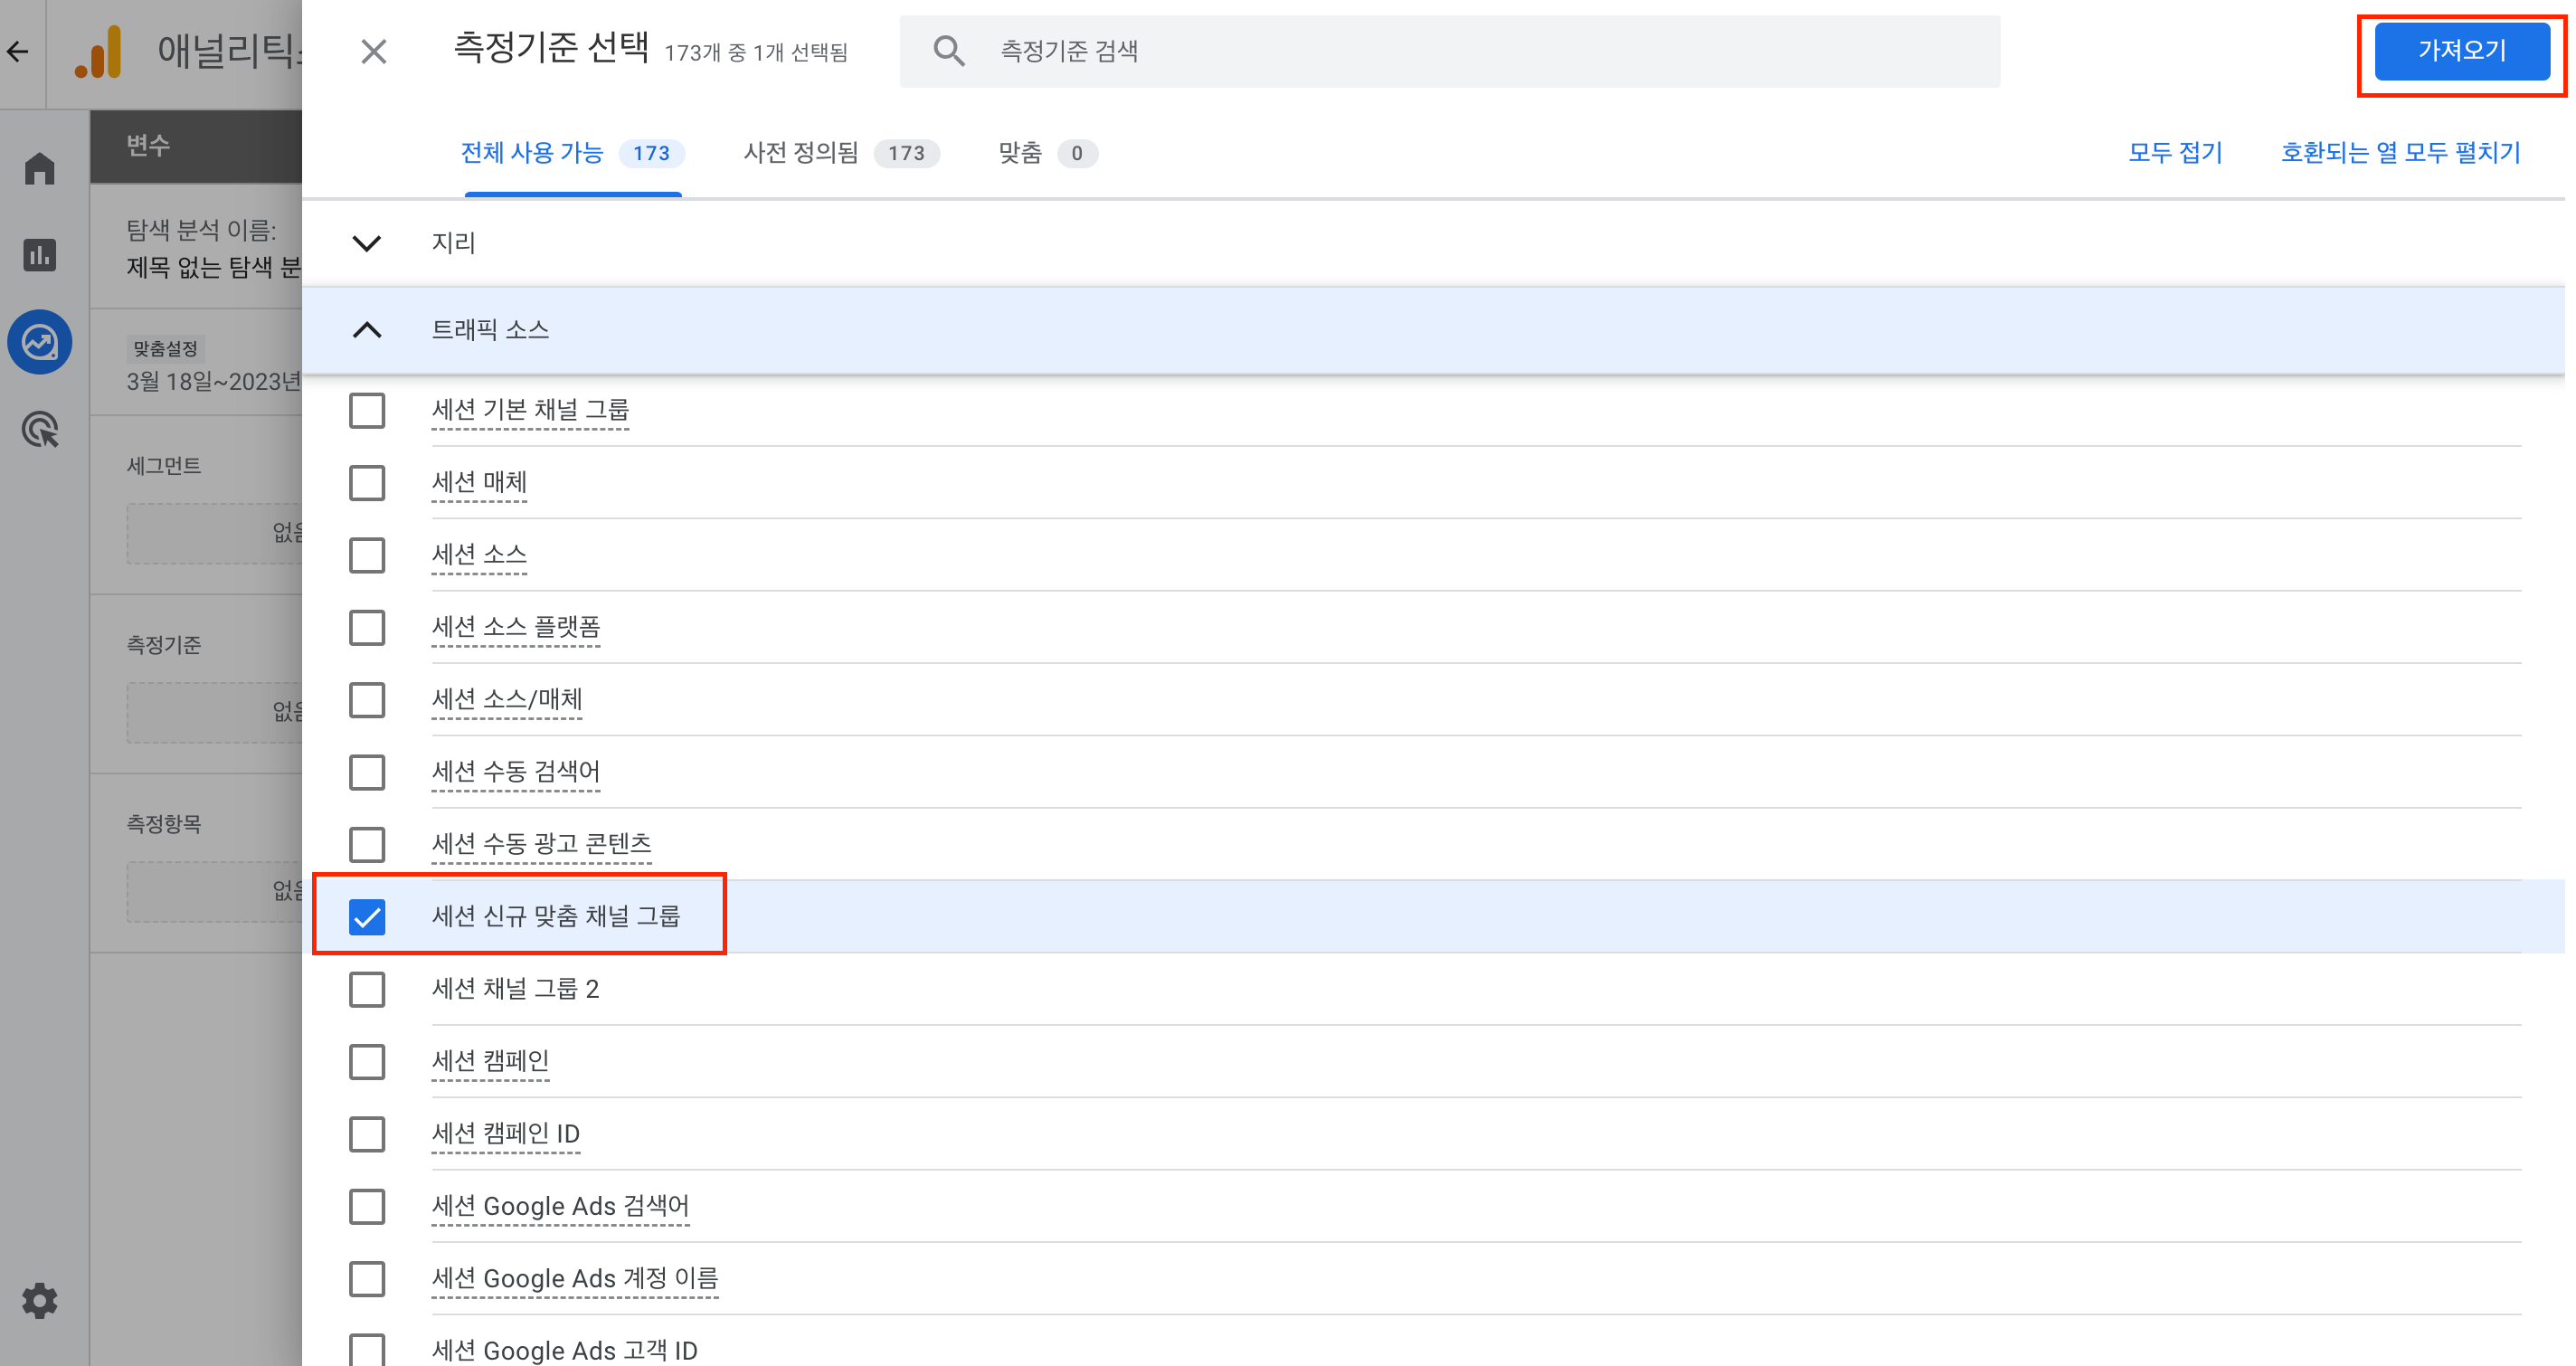 애널리틱스
측정기준 선택 173개 중 1개 선택됨
측정기준 검색
가져오기
전체 사용 가능 173
사전 정의됨 173
맞춤 0
모두 접기
호환되는 열 모두 펼치기
변수
탐색 분석 이름:
제목 없는 탐색 분
맞춤설정
3월 18일~2023년
세그먼트
없음
측정기준
없음
측정항목
없음
지리
트래픽 소스
세션 기본 채널 그룹
세션 매체
세션 소스
세션 소스 플랫폼
세션 소스/매체
세션 수동 검색어
세션 수동 광고 콘텐츠
세션 신규 맞춤 채널 그룹
세션 채널 그룹 2
세션 캠페인
세션 캠페인 ID
세션 Google Ads 검색어
세션 Google Ads 계정 이름
세션 Google Ads 고객 ID